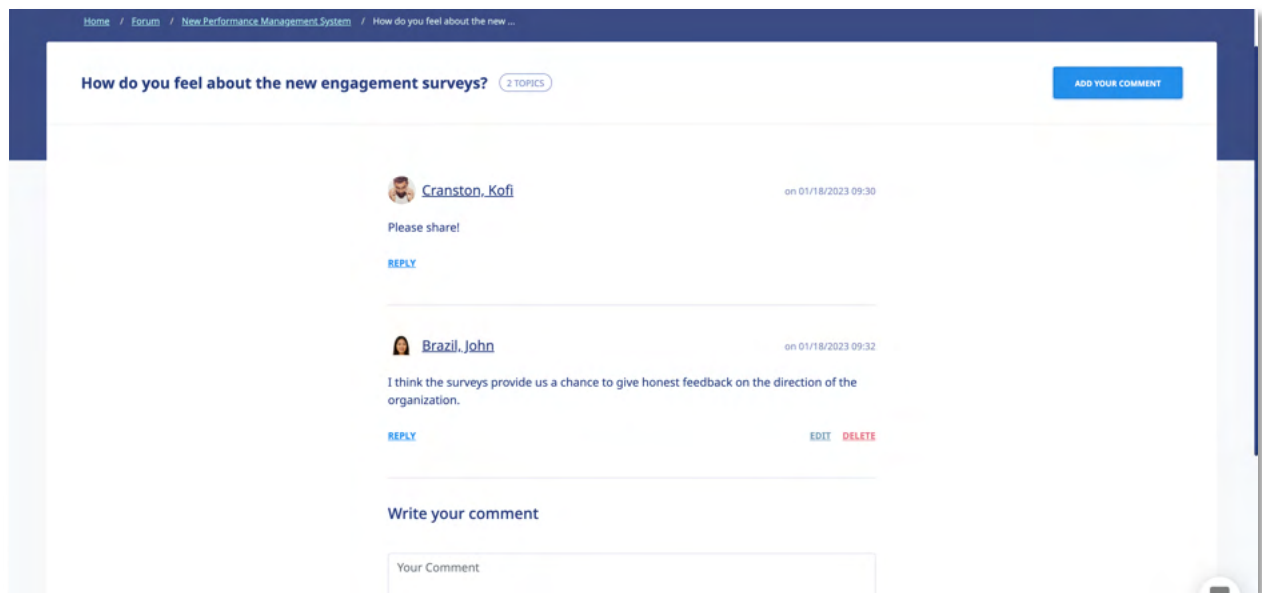 Home / Forum / New Performance Management System / How do you feel about the new ...
How do you feel about the new engagement surveys? 2 TOPICS
ADD YOUR COMMENT
Cranston, Kofi
on 01/18/2023 09:30
Please share!
REPLY
Brazil, John
on 01/18/2023 09:32
I think the surveys provide us a chance to give honest feedback on the direction of the
organization.
REPLY
EDIT DELETE
Write your comment
Your Comment